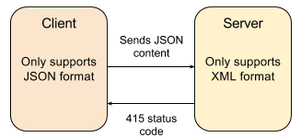 Client
Only supports
JSON format
Sends JSON
content
415 status
code
Server
Only supports
XML format